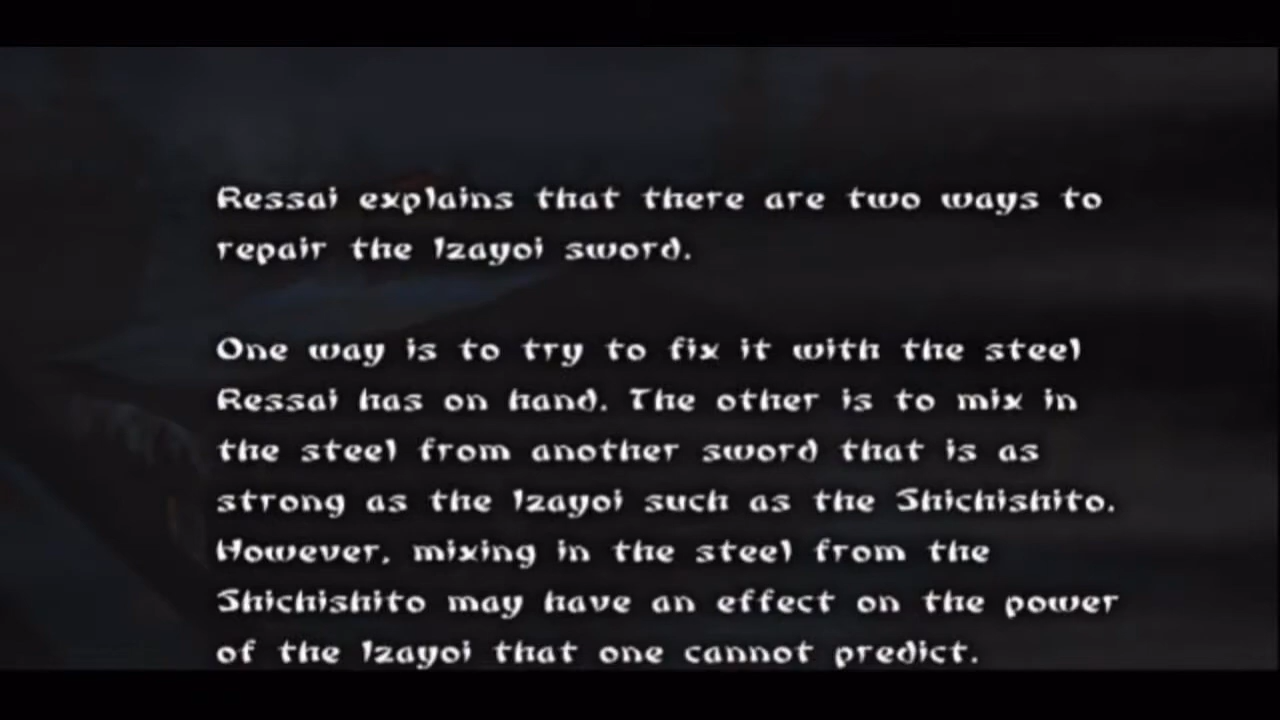 Ressai explains that there are two ways to
repair the Izayoi sword.
One way is to try to fix it with the steel
Ressai has on hand. The other is to mix in
the steel from another sword that is as
strong as the Izayoi such as the Shichishito.
However, mixing in the steel from the
Shichishito may have an effect on the power
of the Izayoi that one cannot predict.